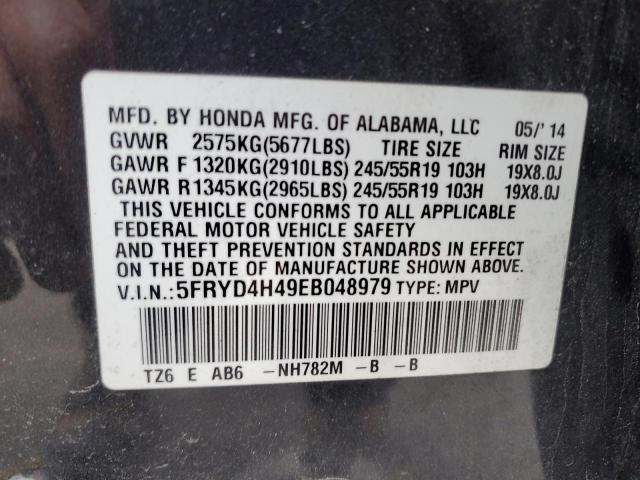 MFD. BY HONDA MFG. OF ALABAMA, LLC 05/'14
GVWR 2575KG(5677LBS) TIRE SIZE RIM SIZE
GAWR F 1320KG(2910LBS) 245/55R19 103H 19X8.0J
GAWR R 1345KG(2965LBS) 245/55R19 103H 19X8.0J
THIS VEHICLE CONFORMS TO ALL APPLICABLE
FEDERAL MOTOR VEHICLE SAFETY
AND THEFT PREVENTION STANDARDS IN EFFECT
ON THE DATE OF MANUFACTURE SHOWN ABOVE.
V.I.N.:5FRYD4H49EB048979 TYPE: MPV
TZ6 E AB6 -NH782M -B -B